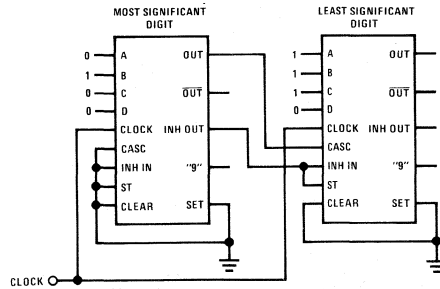 MOST SIGNIFICANT
DIGIT
0 A OUT
1 B
0 C OUT
0 D
CLOCK INH OUT
CASC
INH IN "9"
ST
CLEAR SET
LEAST SIGNIFICANT
DIGIT
1 A OUT
1 B
1 C OUT
0 D
CLOCK INH OUT
CASC
INH IN "9"
ST
CLEAR SET
CLOCK